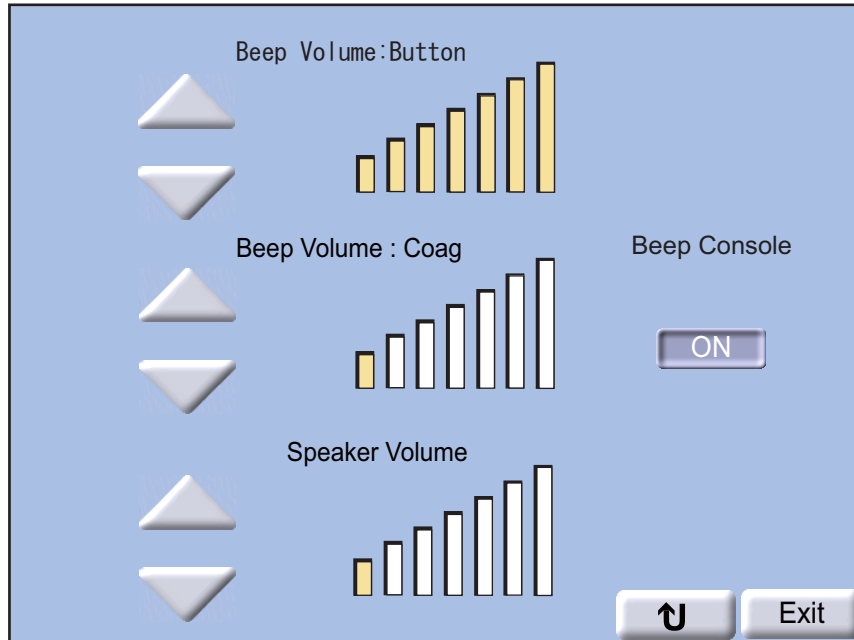 Beep Volume:Button
Beep Volume : Coag
Beep Console
ON
Speaker Volume
Exit